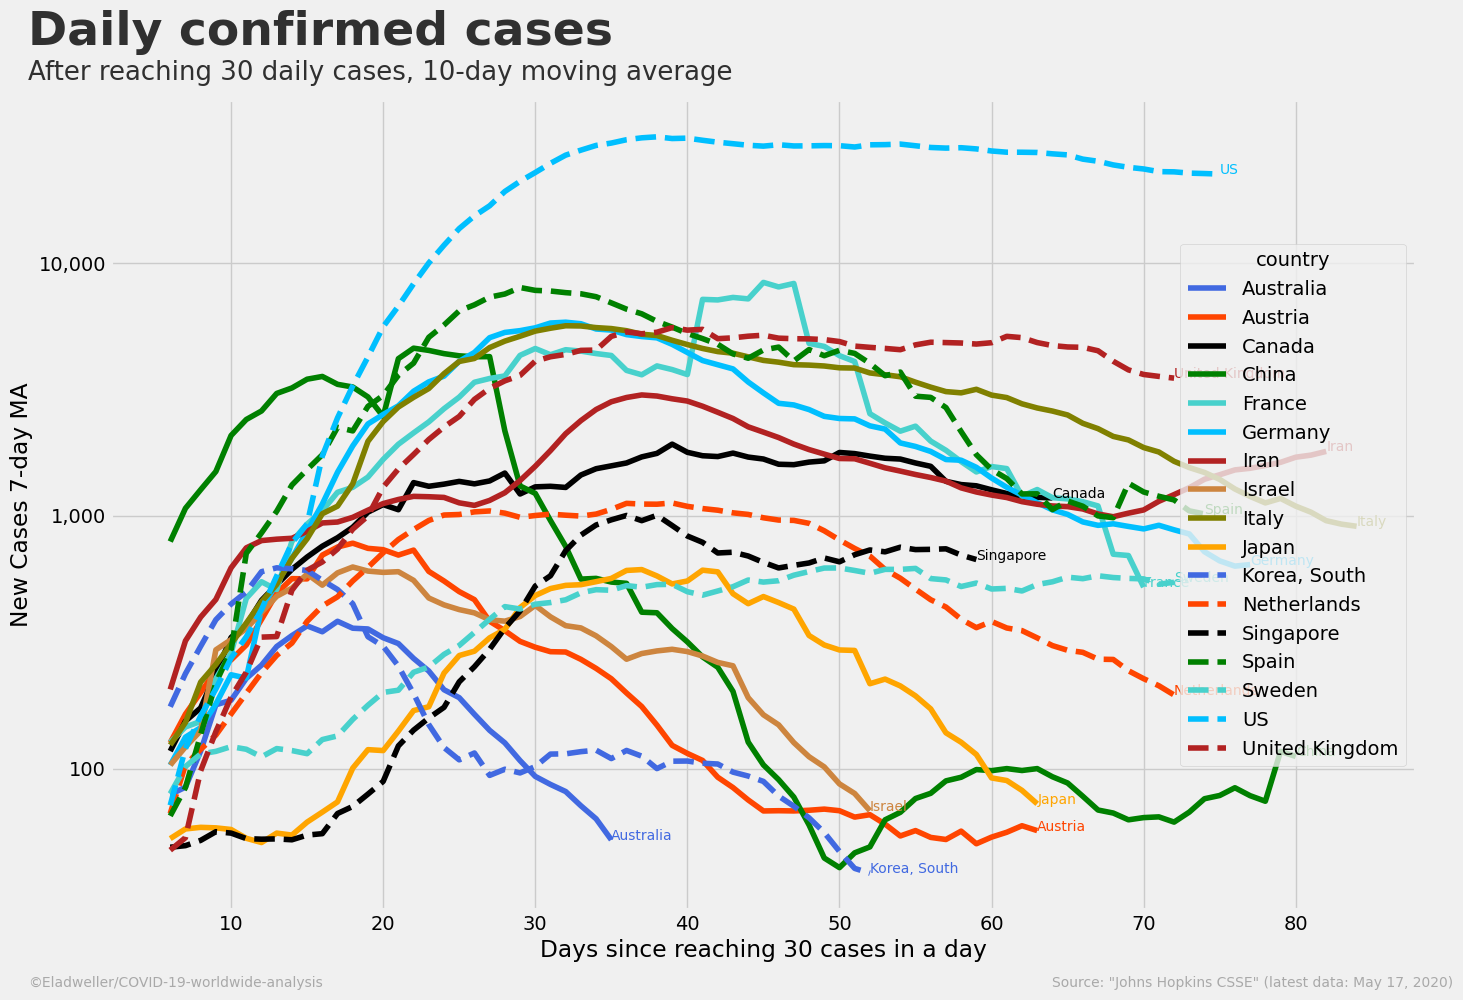 Daily confirmed cases
After reaching 30 daily cases, 10-day moving average
New Cases 7-day MA
10,000
1,000
100
US
country
Australia
Austria
Canada
China
France
Germany
Iran
Israel
Italy
Japan
Korea, South
Netherlands
Singapore
Spain
Sweden
US
United Kingdom
Iran
Canada
Spain
Italy
Singapore
Germany
Israel
Japan
Austria
Australia
Korea, South
10 20 30 40 50 60 70 80
Days since reaching 30 cases in a day
©Eladweller/COVID-19-worldwide-analysis
Source: "Johns Hopkins CSSE" (latest data: May 17, 2020)